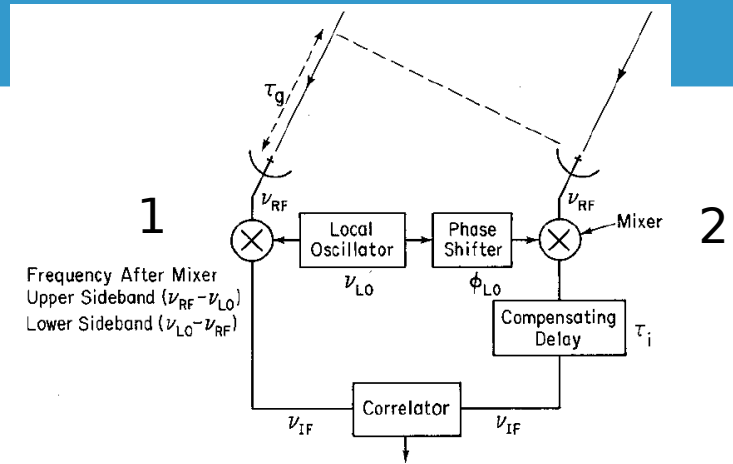 τg
νRF
νRF
1
2
Local
Oscillator
νLO
Phase
Shifter
ϕLO
Mixer
Frequency After Mixer
Upper Sideband (νRF-νLO)
Lower Sideband (νLO-νRF)
Compensating
Delay
τi
Correlator
νIF
νIF